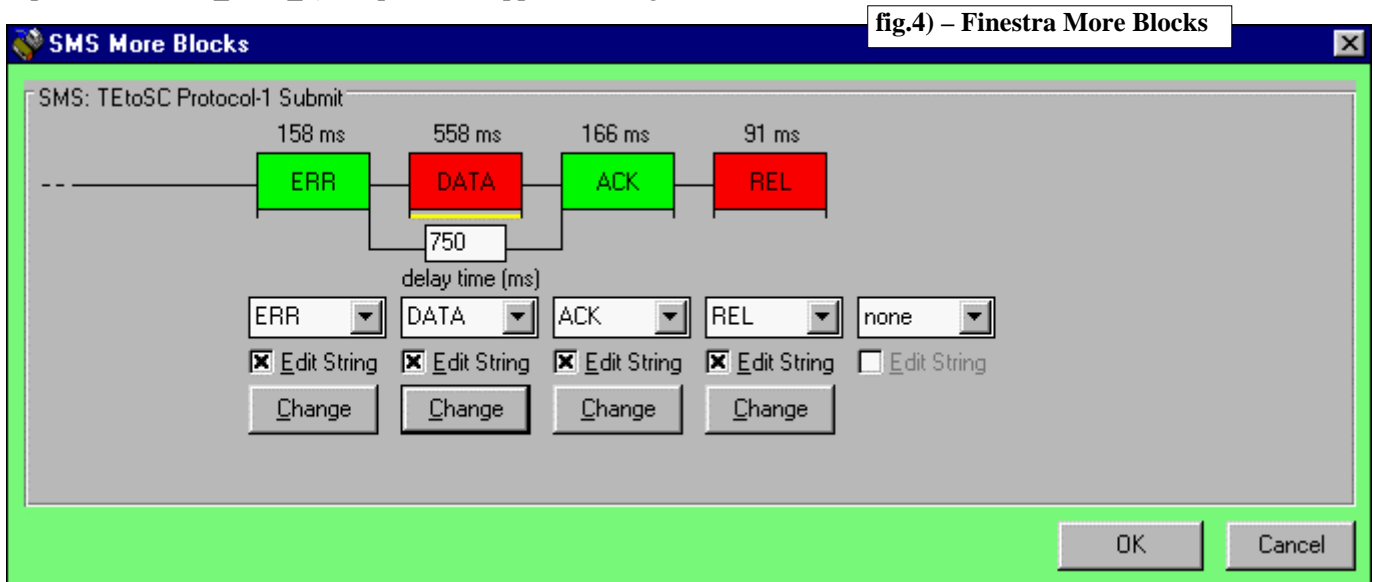 fig.4) – Finestra More Blocks
SMS More Blocks
SMS: TEtoSC Protocol-1 Submit
158 ms 558 ms 166 ms 91 ms
ERR DATA ACK REL
750
delay time (ms)
ERR DATA ACK REL none
Edit String Edit String Edit String Edit String Edit String
Change Change Change Change
OK Cancel